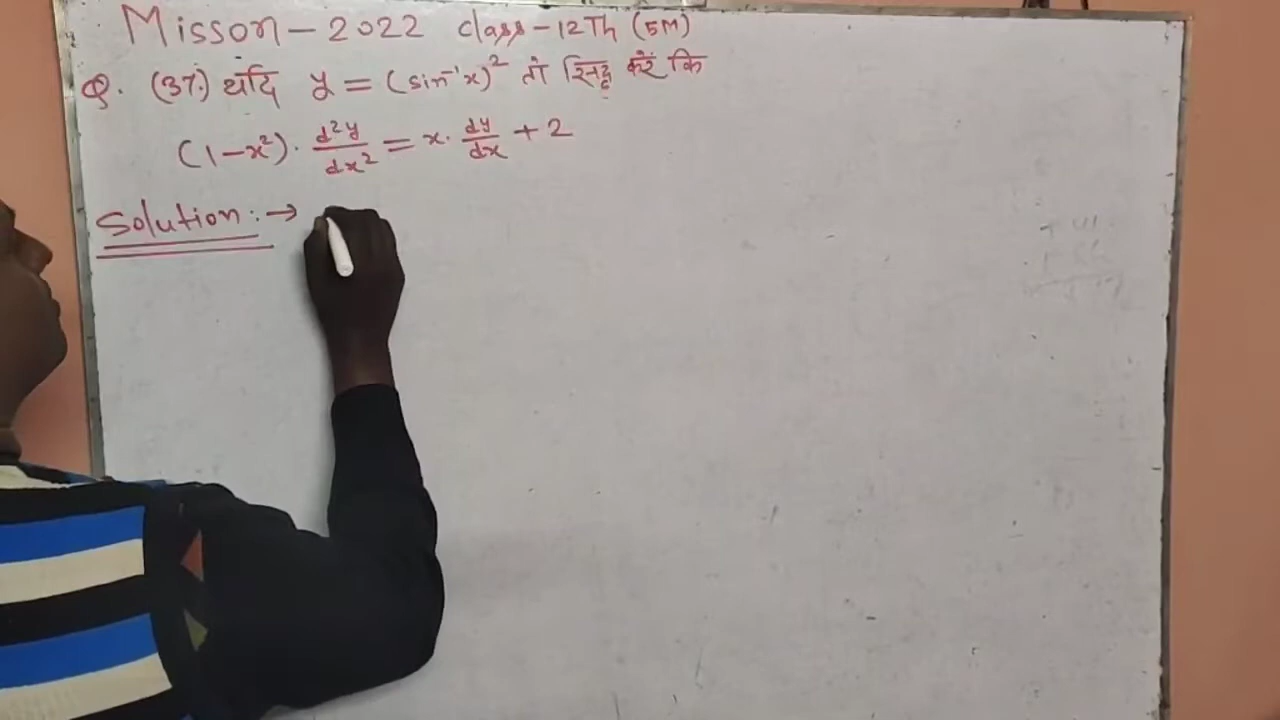 Misson - 2022 class - 12Th (5M)
Q. (37.) यदि y = (sin⁻¹x)² तो सिद्ध करें कि
(1-x²). d²y/dx² = x. dy/dx + 2
Solution:→